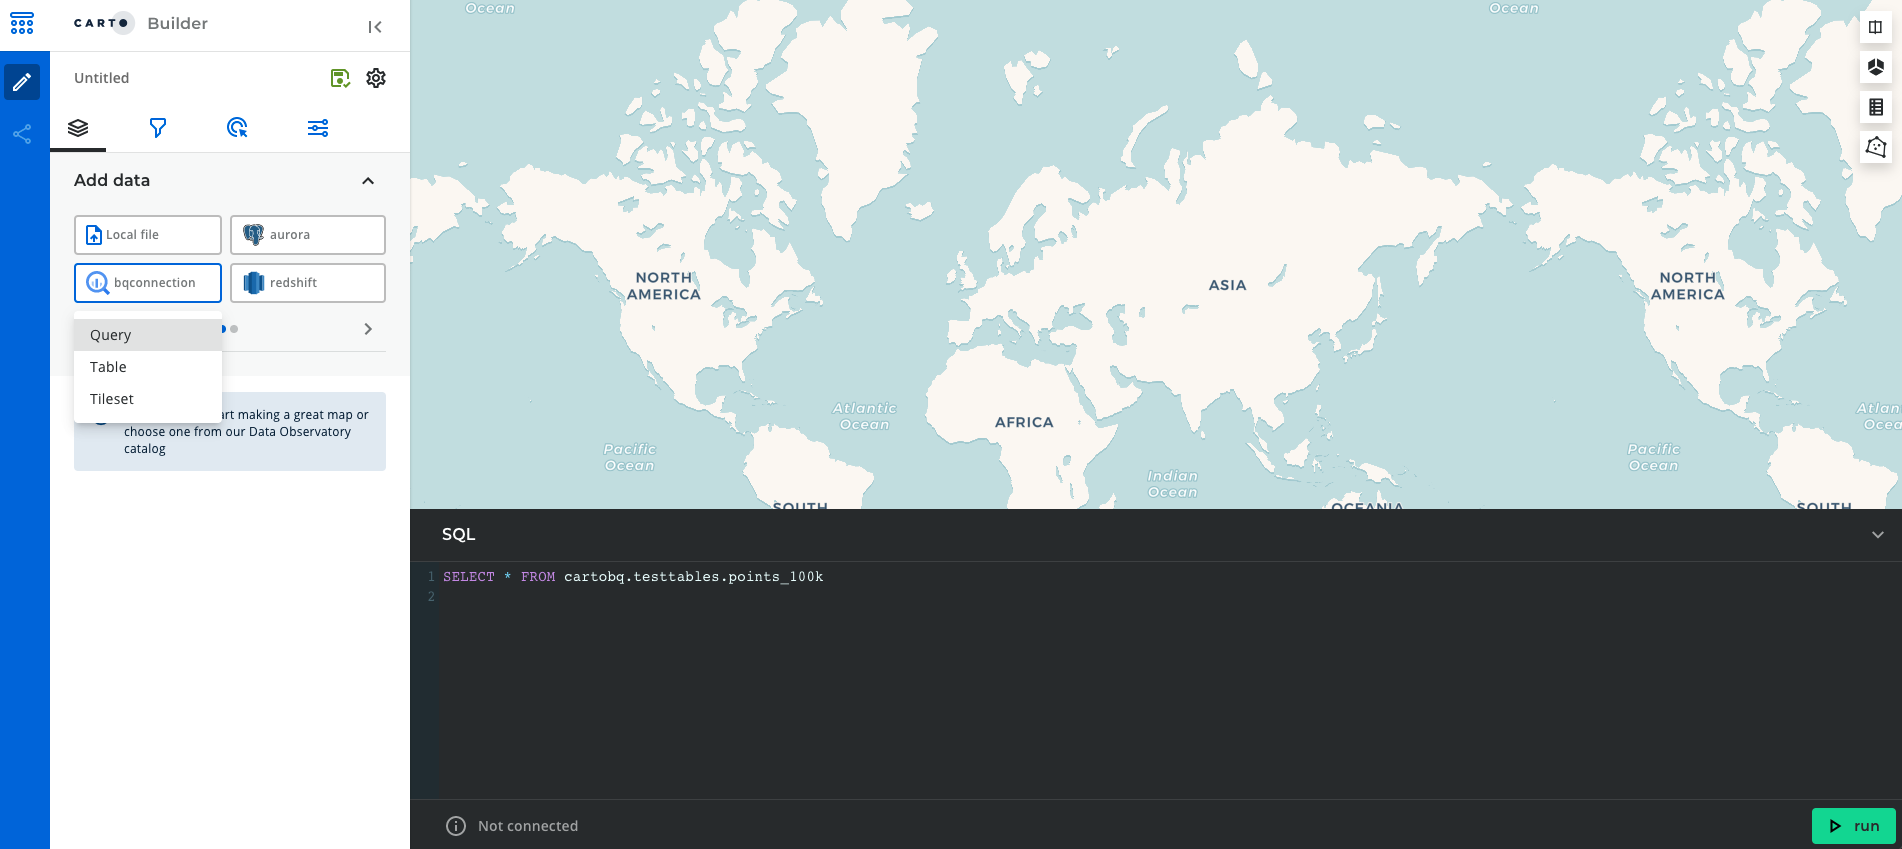 CARTO Builder
Untitled
Add data
Local file
aurora
bqconnection
redshift
Query
Table
Tileset
art making a great map or
choose one from our Data Observatory
catalog
Ocean
Ocean
NORTH
AMERICA
ASIA
NORTH
AMERICA
Atlantic
Ocean
AFRICA
Atlan
Ocea
Pacific
Ocean
Indian
Ocean
Pacific
Ocean
SOUTH
OCEANIA
SOUTH
SQL
1 SELECT * FROM cartobq.testtables.points_100k
2
Not connected
run